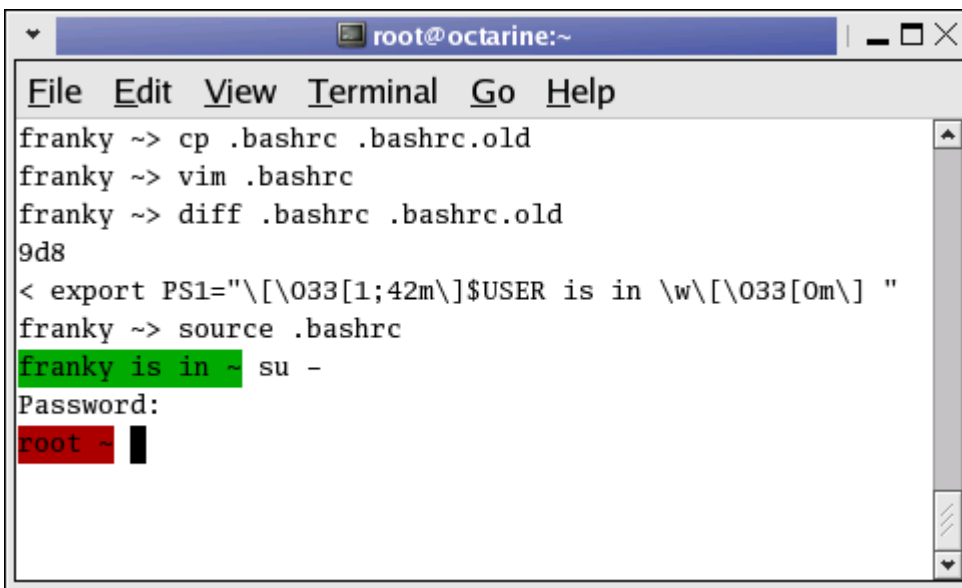 root@octarine:~
File Edit View Terminal Go Help
franky ~> cp .bashrc .bashrc.old
franky ~> vim .bashrc
franky ~> diff .bashrc .bashrc.old
9d8
< export PS1="\[\033[1;42m\]$USER is in \w\[\033[0m\] "
franky ~> source .bashrc
franky is in ~ su -
Password:
root ~